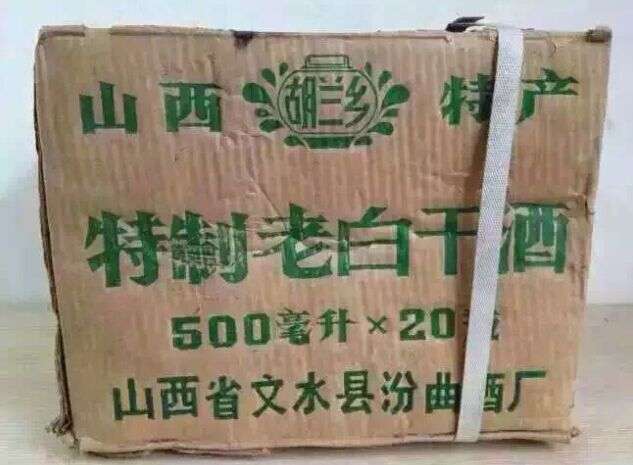 山西 胡兰乡 特产
特制老白干酒
500毫升×20
山西省文水县汾曲酒厂